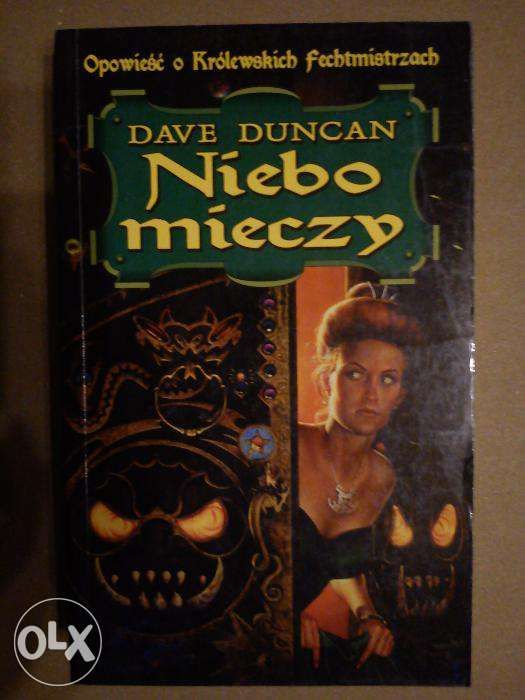 Opowieść o Królewskich Fechtmistrzach
DAVE DUNCAN
Niebo
mieczy
OLX